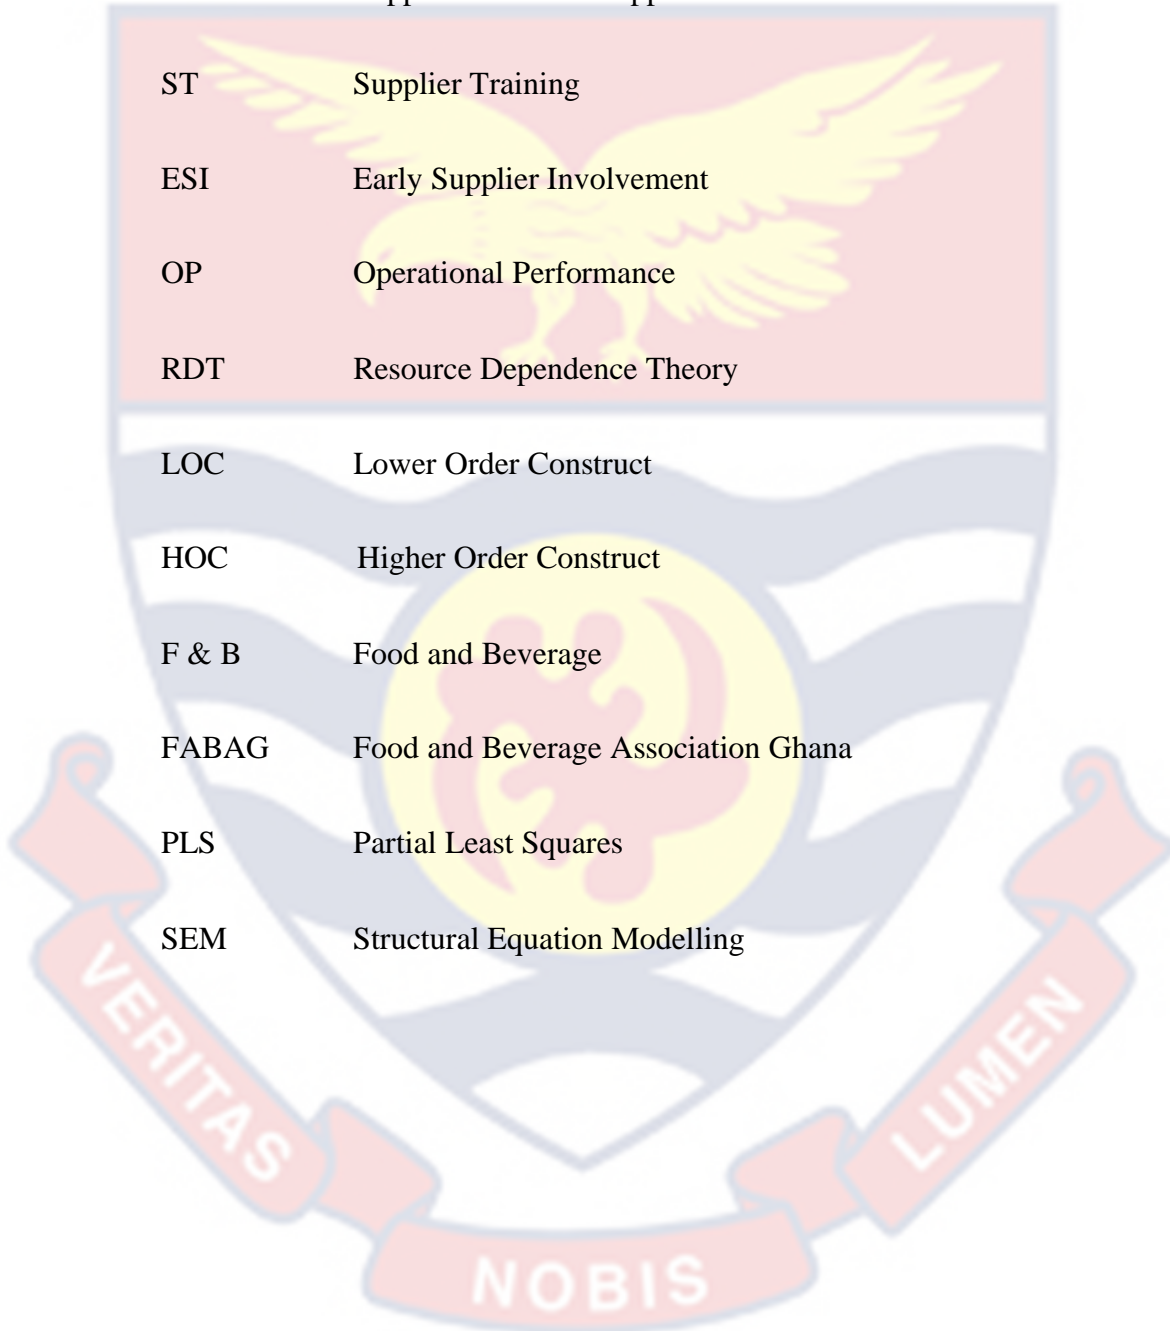 ST Supplier Training
ESI Early Supplier Involvement
OP Operational Performance
RDT Resource Dependence Theory
LOC Lower Order Construct
HOC Higher Order Construct
F & B Food and Beverage
FABAG Food and Beverage Association Ghana
PLS Partial Least Squares
SEM Structural Equation Modelling
VERITAS
NOBIS
LUMEN